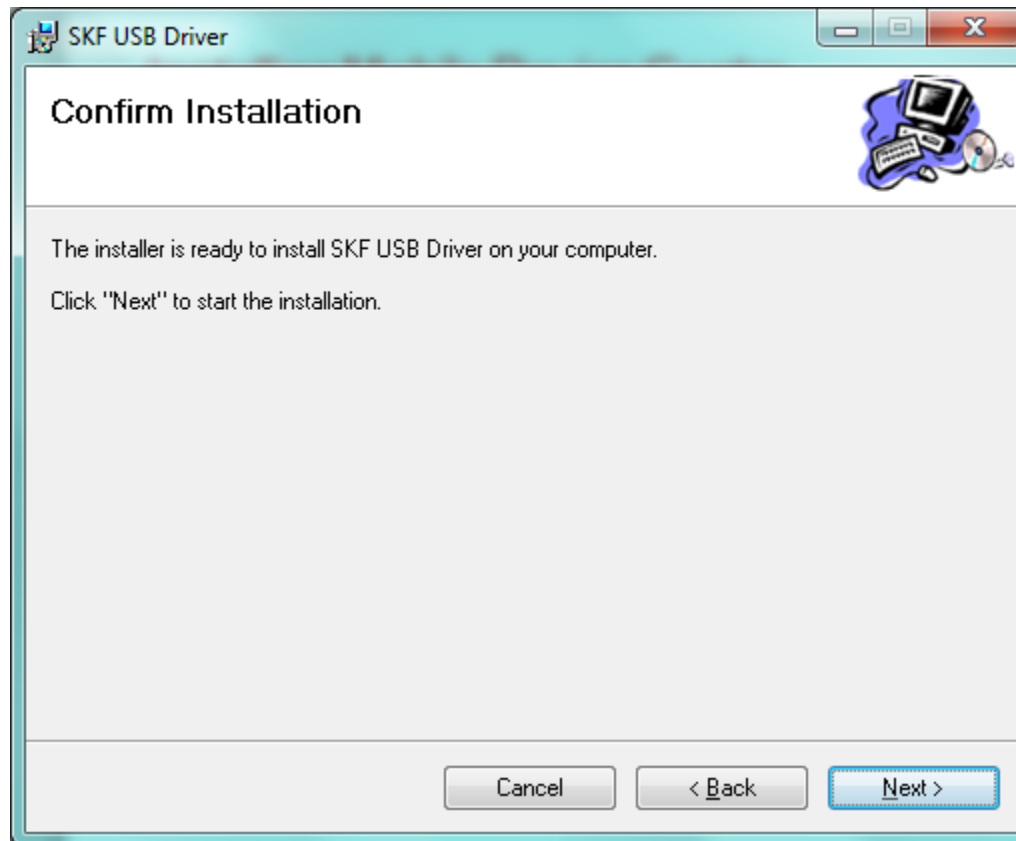 SKF USB Driver
Confirm Installation
The installer is ready to install SKF USB Driver on your computer.
Click "Next" to start the installation.
Cancel
< Back
Next >